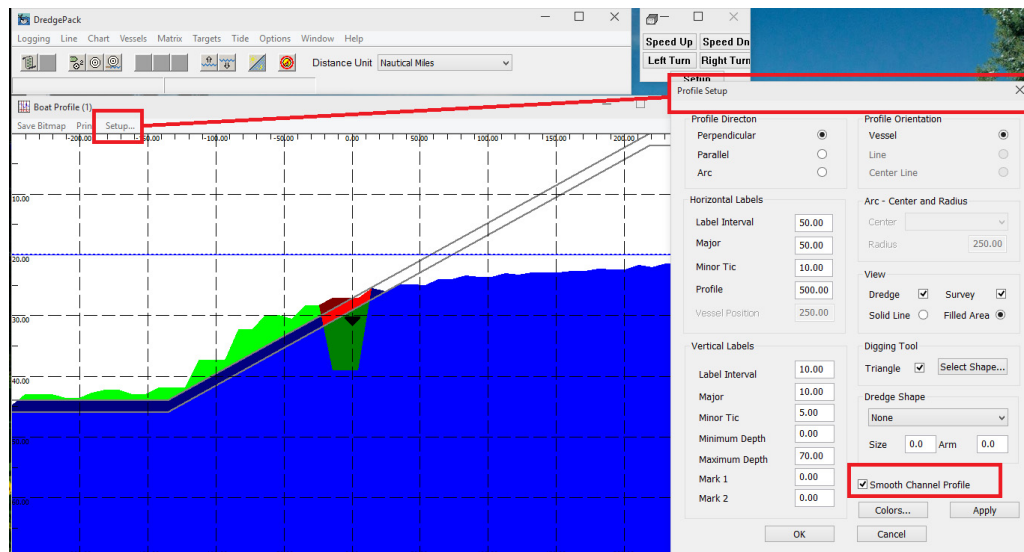 DredgePack
Logging Line Chart Vessels Matrix Targets Tide Options Window Help
Distance Unit Nautical Miles
Speed Up Speed Dn
Left Turn Right Turn
Setup
Boat Profile (1)
Save Bitmap Print Setup...
-200.00 -150.00 -100.00 -50.00 0.00 50.00 100.00 150.00 200.00
10.00
20.00
30.00
40.00
50.00
60.00
Profile Setup
Profile Directon
Perpendicular
Parallel
Arc
Profile Orientation
Vessel
Line
Center Line
Horizontal Labels
Label Interval 50.00
Major 50.00
Minor Tic 10.00
Profile 500.00
Vessel Position 250.00
Arc - Center and Radius
Center
Radius 250.00
View
Dredge Survey
Solid Line Filled Area
Vertical Labels
Label Interval 10.00
Major 10.00
Minor Tic 5.00
Minimum Depth 0.00
Maximum Depth 70.00
Mark 1 0.00
Mark 2 0.00
Digging Tool
Triangle Select Shape...
Dredge Shape
None
Size 0.0 Arm 0.0
Smooth Channel Profile
Colors... Apply
OK Cancel